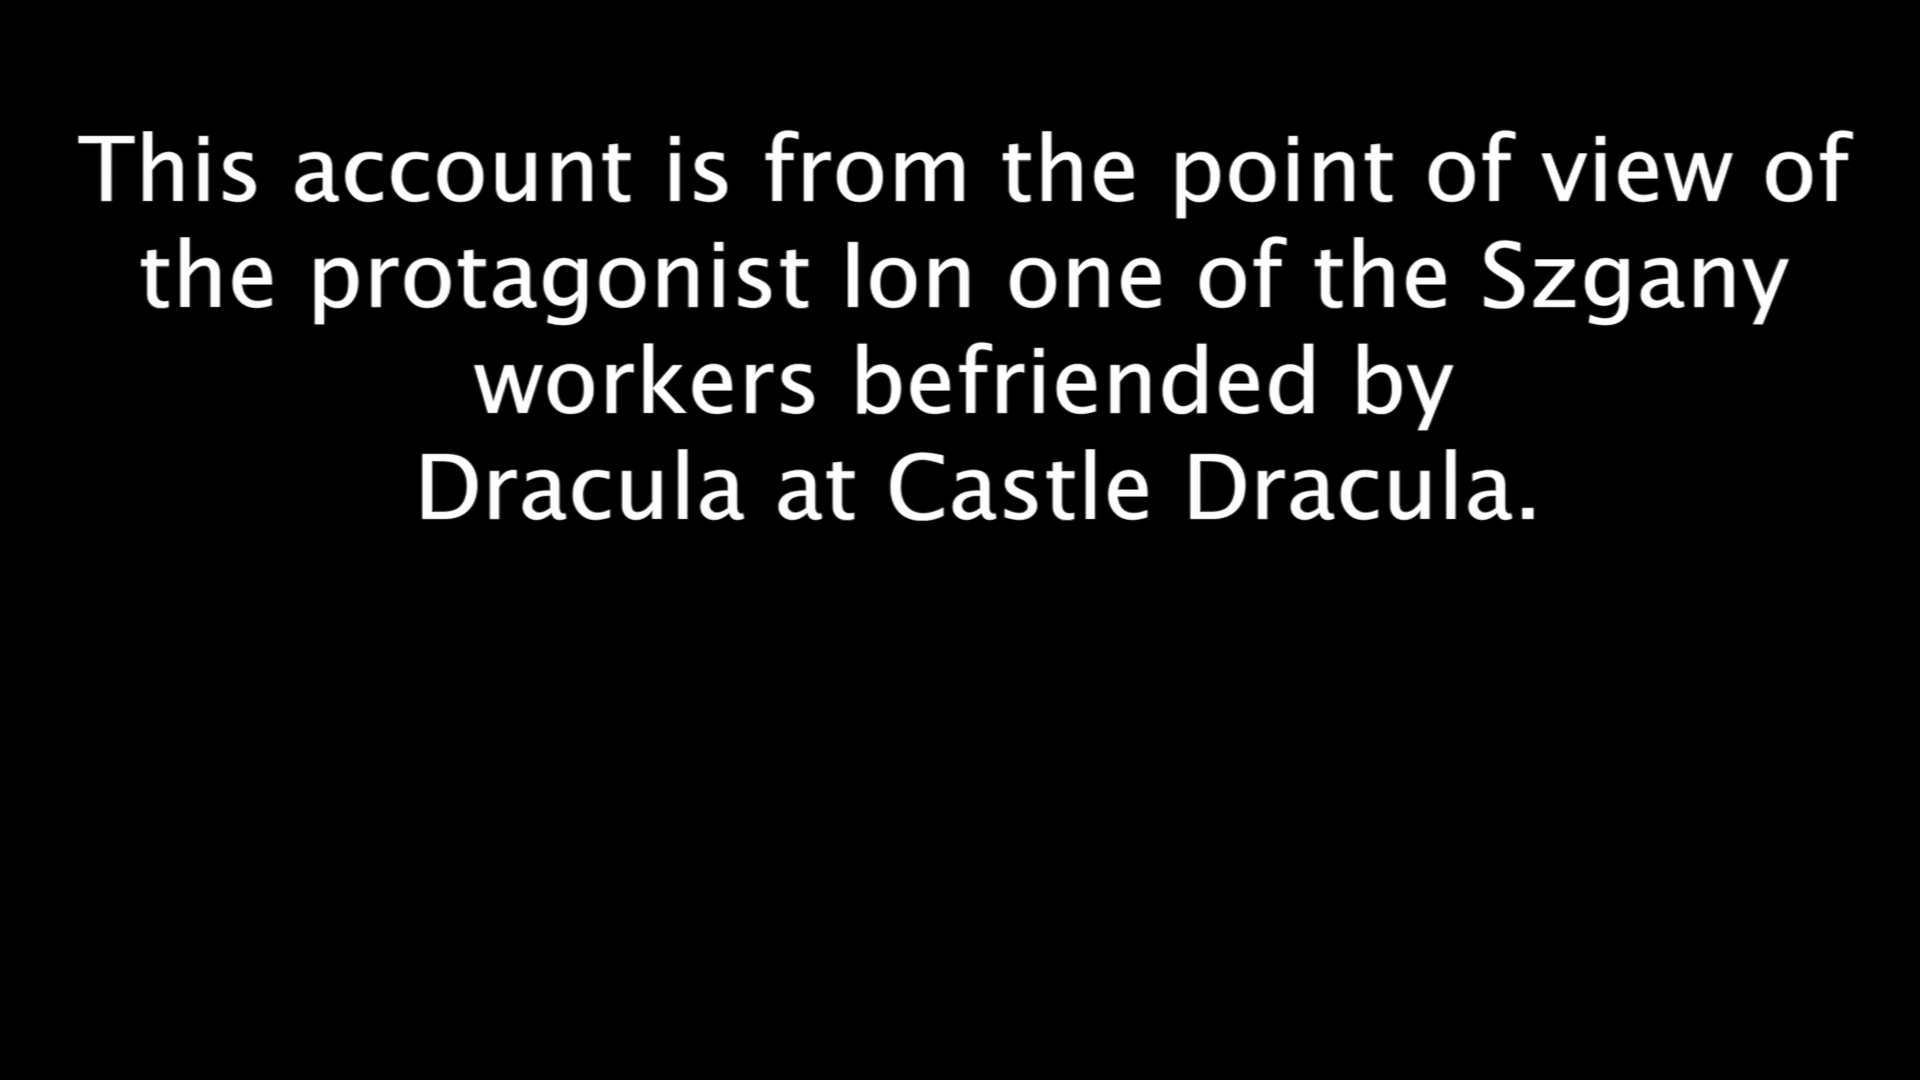 This account is from the point of view of
the protagonist Ion one of the Szgany
workers befriended by
Dracula at Castle Dracula.